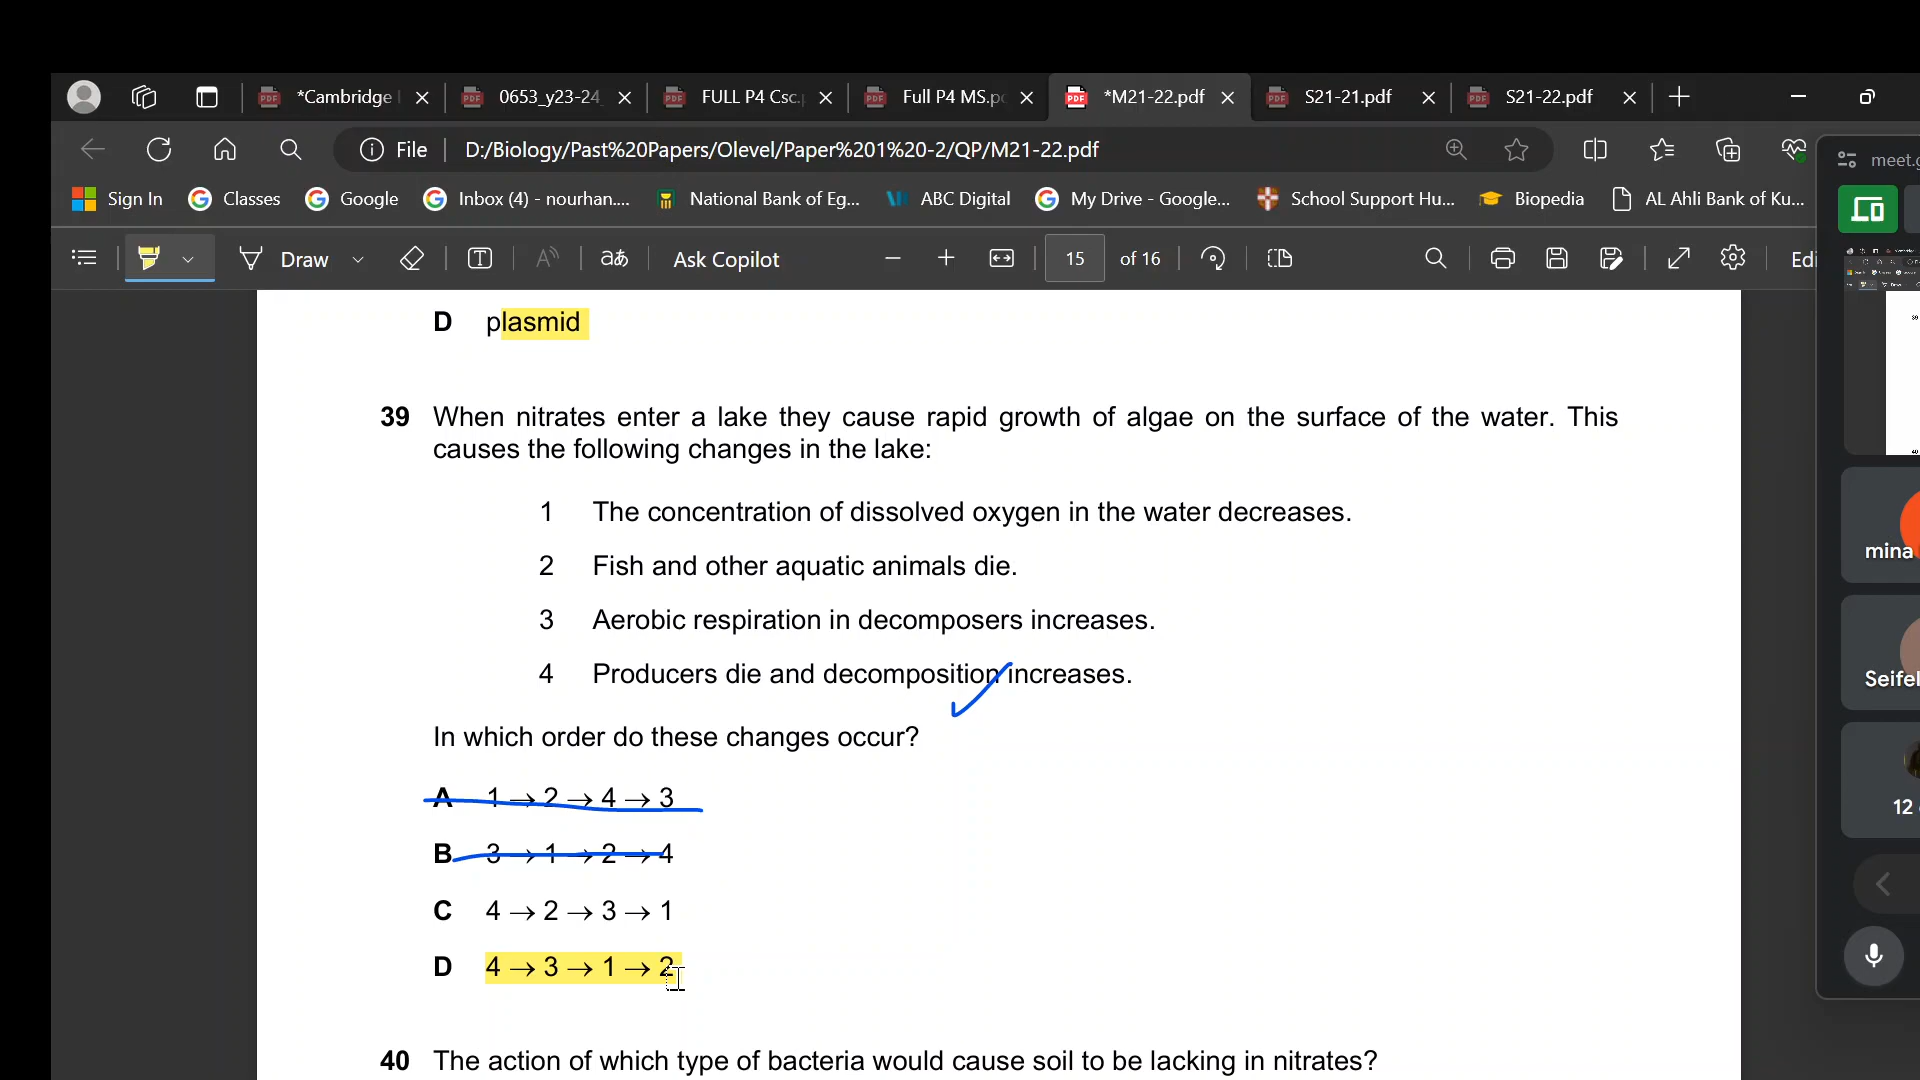 *Cambridge
0653_y23-24
FULL P4 Csc.
Full P4 MS.p
*M21-22.pdf
S21-21.pdf
S21-22.pdf
File
D:/Biology/Past%20Papers/Olevel/Paper%201%20-2/QP/M21-22.pdf
meet.g
Sign In
Classes
Google
Inbox (4) - nourhan....
National Bank of Eg...
ABC Digital
My Drive - Google...
School Support Hu...
Biopedia
AL Ahli Bank of Ku...
Draw
Ask Copilot
15 of 16
Edi
D plasmid
39 When nitrates enter a lake they cause rapid growth of algae on the surface of the water. This
causes the following changes in the lake:
1 The concentration of dissolved oxygen in the water decreases.
2 Fish and other aquatic animals die.
3 Aerobic respiration in decomposers increases.
4 Producers die and decomposition increases.
In which order do these changes occur?
A 1 → 2 → 4 → 3
B 3 → 1 → 2 → 4
C 4 → 2 → 3 → 1
D 4 → 3 → 1 → 2
40 The action of which type of bacteria would cause soil to be lacking in nitrates?
mina
Seifel
12